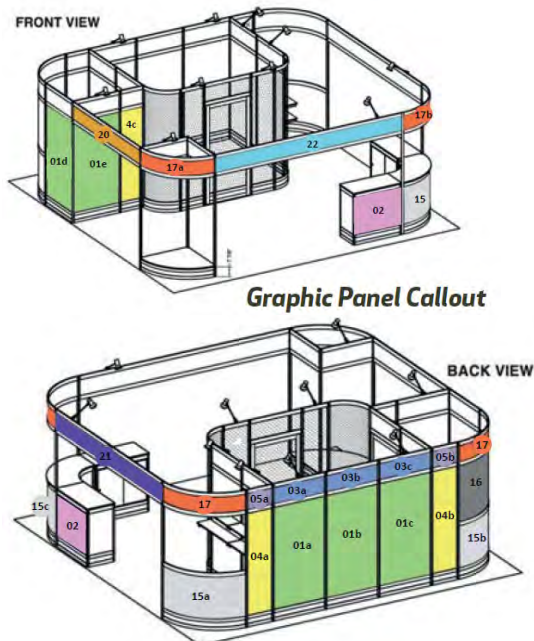 FRONT VIEW
17b
4c
20
22
01d
01e
17a
02
15
Graphic Panel Callout
BACK VIEW
21
17
05b
03c
03b
03a
05a
17
16
15c
02
04b
01c
01b
01a
04a
15b
15a